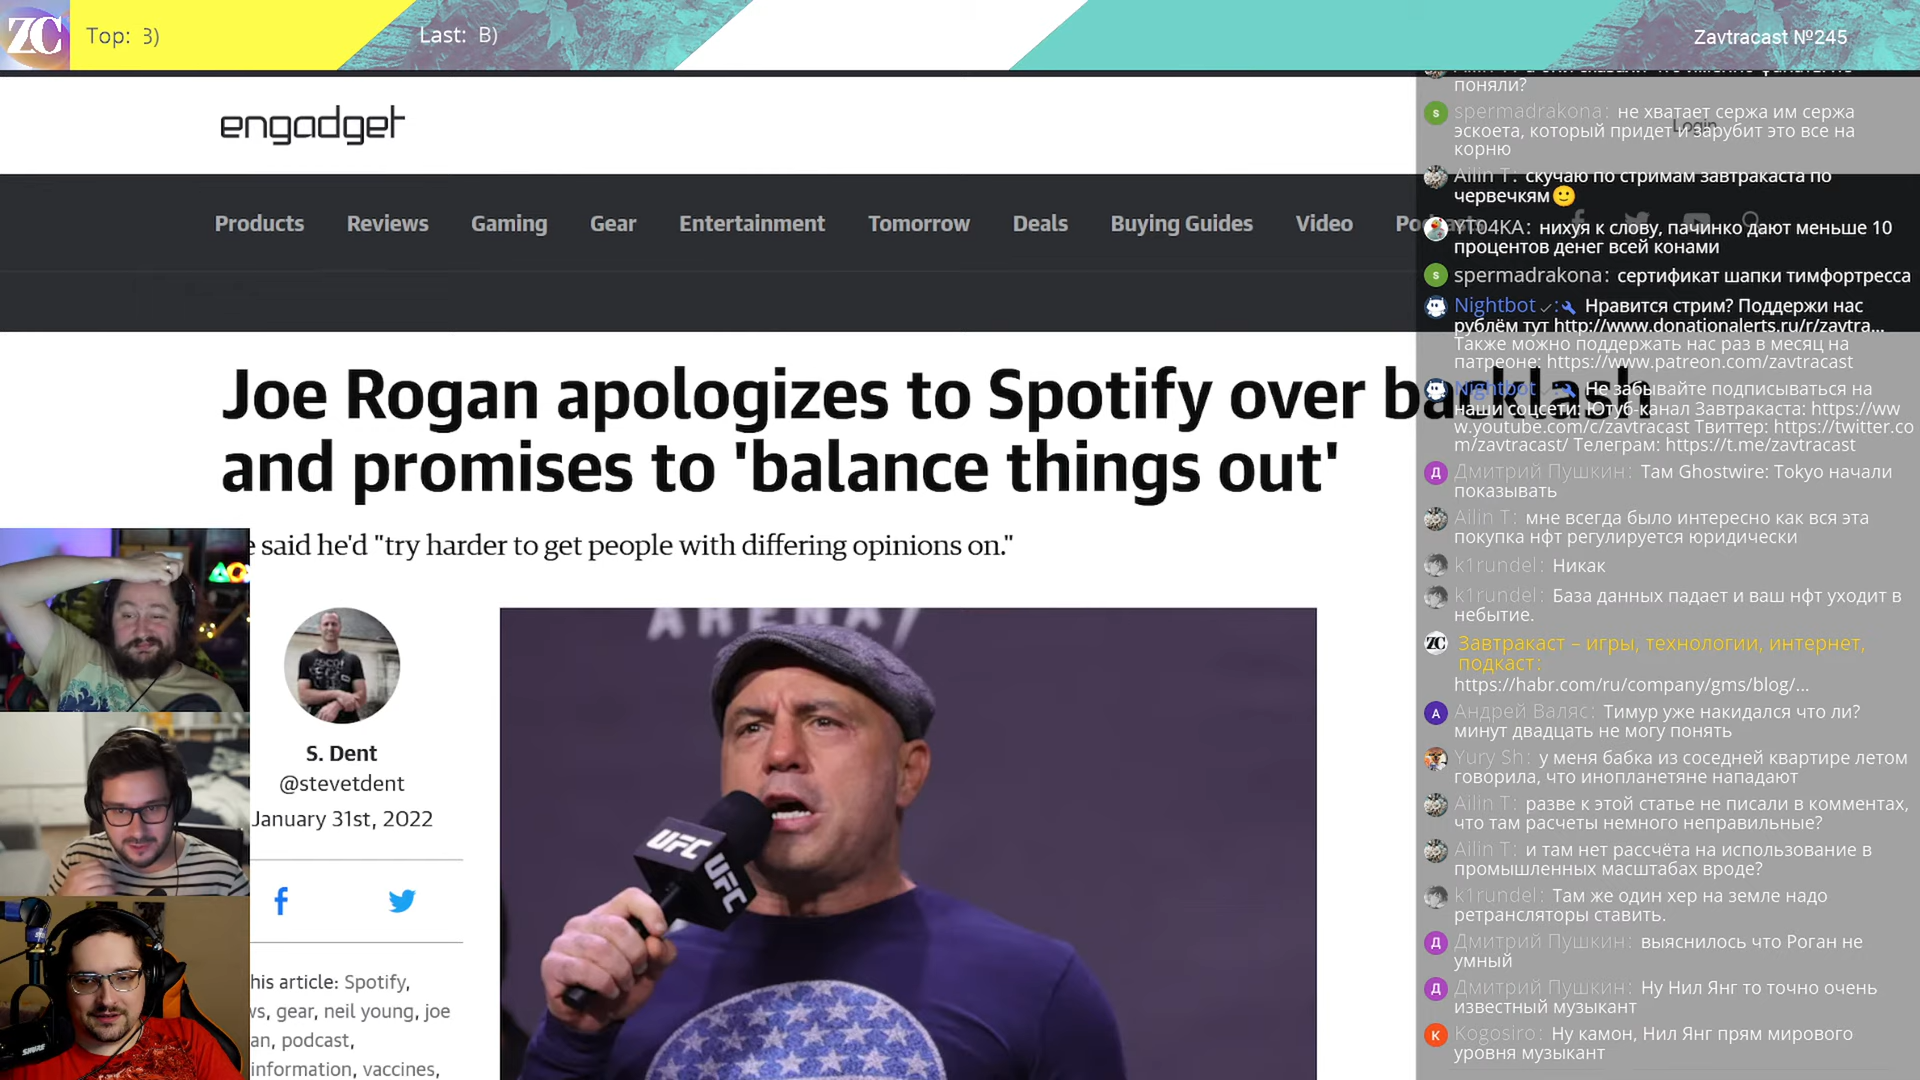 ZC
Top: 3)
Last: B)
Zavtracast №245
engadget
Login
Products
Reviews
Gaming
Gear
Entertainment
Tomorrow
Deals
Buying Guides
Video
Podcasts
Joe Rogan apologizes to Spotify over backlash
and promises to 'balance things out'
e said he'd "try harder to get people with differing opinions on."
S. Dent
@stevetdent
January 31st, 2022
his article: Spotify,
ws, gear, neil young, joe
an, podcast,
information, vaccines,
UFC
UFC
SHURE
поняли?
spermadrakona: не хватает сержа им сержа
эскоета, который придет и зарубит это все на
корню
Ailin T: скучаю по стримам завтракаста по
червечкям🙂
YT04KA: нихуя к слову, пачинко дают меньше 10
процентов денег всей конами
spermadrakona: сертификат шапки тимфортресса
Nightbot: Нравится стрим? Поддержи нас
рублём тут http://www.donationalerts.ru/r/zavtra...
Также можно поддержать нас раз в месяц на
патреоне: https://www.patreon.com/zavtracast
Nightbot: Не забывайте подписываться на
наши соцсети: Ютуб-канал Завтракаста: https://ww
w.youtube.com/c/zavtracast Твиттер: https://twitter.co
m/zavtracast/ Телеграм: https://t.me/zavtracast
Дмитрий Пушкин: Там Ghostwire: Tokyo начали
показывать
Ailin T: мне всегда было интересно как вся эта
покупка нфт регулируется юридически
k1rundel: Никак
k1rundel: База данных падает и ваш нфт уходит в
небытие.
Завтракаст – игры, технологии, интернет,
подкаст:
https://habr.com/ru/company/gms/blog/...
Андрей Валяс: Тимур уже накидался что ли?
минут двадцать не могу понять
Yury Sh: у меня бабка из соседней квартире летом
говорила, что инопланетяне нападают
Ailin T: разве к этой статье не писали в комментах,
что там расчеты немного неправильные?
Ailin T: и там нет рассчёта на использование в
промышленных масштабах вроде?
k1rundel: Там же один хер на земле надо
ретрансляторы ставить.
Дмитрий Пушкин: выяснилось что Роган не
умный
Дмитрий Пушкин: Ну Нил Янг то точно очень
известный музыкант
Kogosiro: Ну камон, Нил Янг прям мирового
уровня музыкант